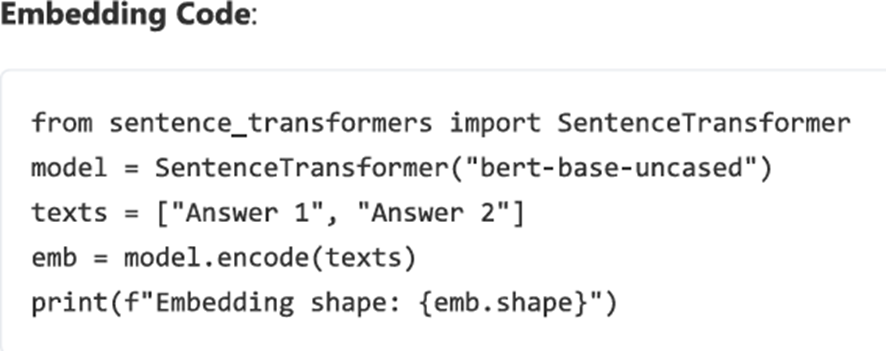 Embedding Code:
from sentence_transformers import SentenceTransformer
model = SentenceTransformer("bert-base-uncased")
texts = ["Answer 1", "Answer 2"]
emb = model.encode(texts)
print(f"Embedding shape: {emb.shape}")